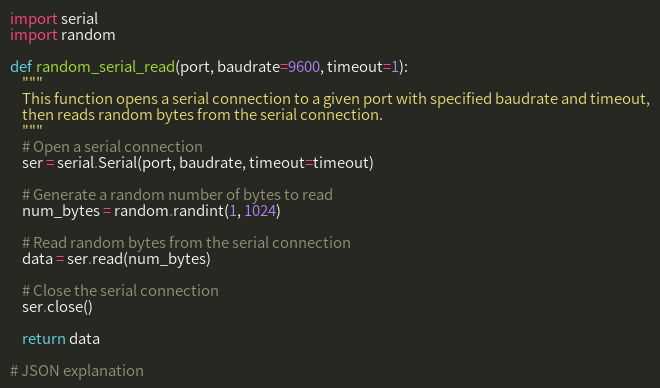 import serial
import random
def random_serial_read(port, baudrate=9600, timeout=1):
"""
This function opens a serial connection to a given port with specified baudrate and timeout,
then reads random bytes from the serial connection.
"""
# Open a serial connection
ser = serial.Serial(port, baudrate, timeout=timeout)
# Generate a random number of bytes to read
num_bytes = random.randint(1, 1024)
# Read random bytes from the serial connection
data = ser.read(num_bytes)
# Close the serial connection
ser.close()
return data
# JSON explanation